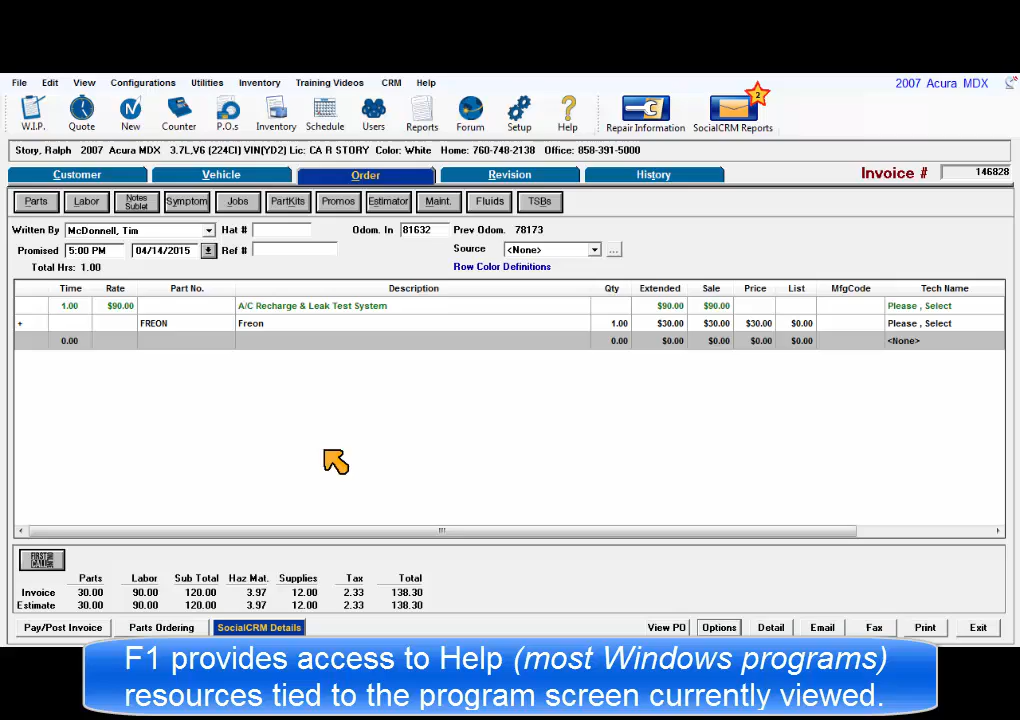 File Edit View Configurations Utilities Inventory Training Videos CRM Help 2007 Acura MDX
2
W.I.P. Quote New Counter P.O.s Inventory Schedule Users Reports Forum Setup Help Repair Information SocialCRM Reports
Story, Ralph 2007 Acura MDX 3.7L,V6 (224CI) VIN(YD2) Lic: CA R STORY Color: White Home: 760-748-2138 Office: 858-391-5000
Customer Vehicle Order Revision History Invoice # 146828
Parts Labor Notes Sublet Symptom Jobs PartKits Promos Estimator Maint. Fluids TSBs
Written By McDonnell, Tim Hat # Odom. In 81632 Prev Odom. 78173
Promised 5:00 PM 04/14/2015 Ref # Source <None> ...
Total Hrs: 1.00 Row Color Definitions
Time Rate Part No. Description Qty Extended Sale Price List MfgCode Tech Name
1.00 $90.00 A/C Recharge & Leak Test System $90.00 $90.00 Please , Select
+ FREON Freon 1.00 $30.00 $30.00 $30.00 $0.00 Please , Select
0.00 0.00 $0.00 $0.00 $0.00 $0.00 <None>
FIRST CALL
Parts Labor Sub Total Haz Mat. Supplies Tax Total
Invoice 30.00 90.00 120.00 3.97 12.00 2.33 138.30
Estimate 30.00 90.00 120.00 3.97 12.00 2.33 138.30
Pay/Post Invoice Parts Ordering SocialCRM Details View PO Options Detail Email Fax Print Exit
F1 provides access to Help (most Windows programs)
resources tied to the program screen currently viewed.